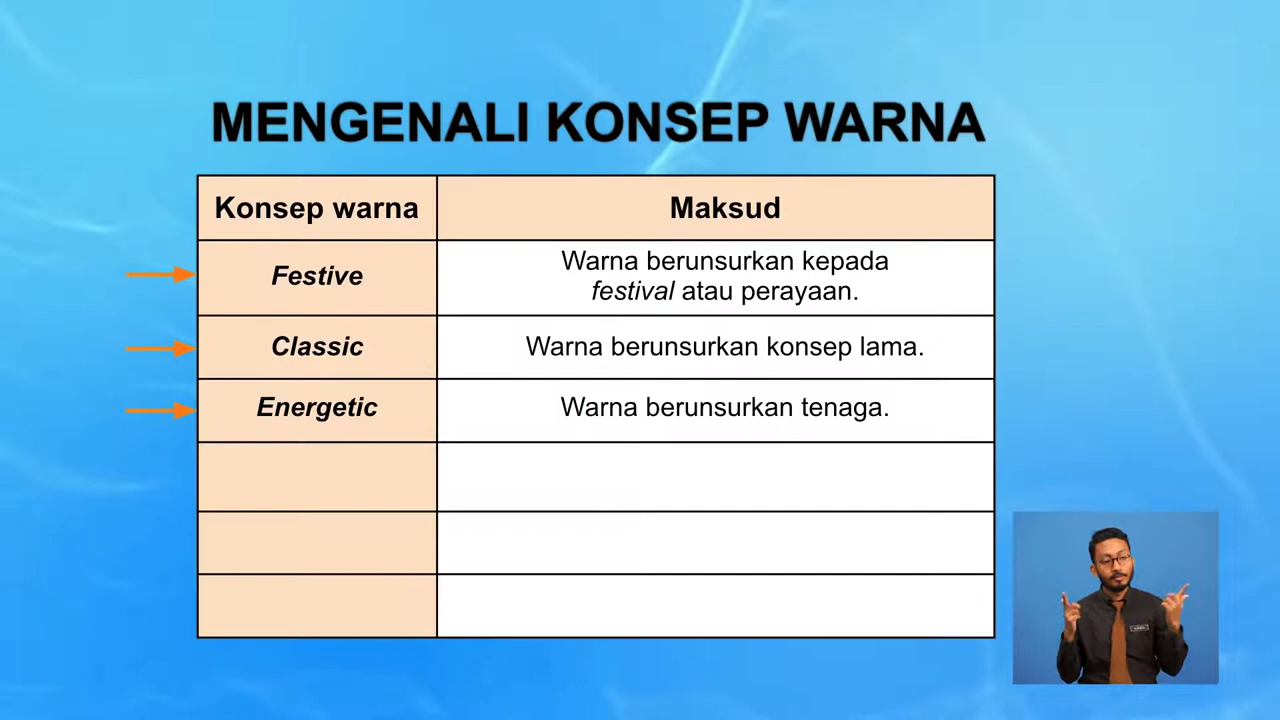 MENGENALI KONSEP WARNA
Konsep warna
Maksud
Festive
Warna berunsurkan kepada
festival atau perayaan.
Classic
Warna berunsurkan konsep lama.
Energetic
Warna berunsurkan tenaga.